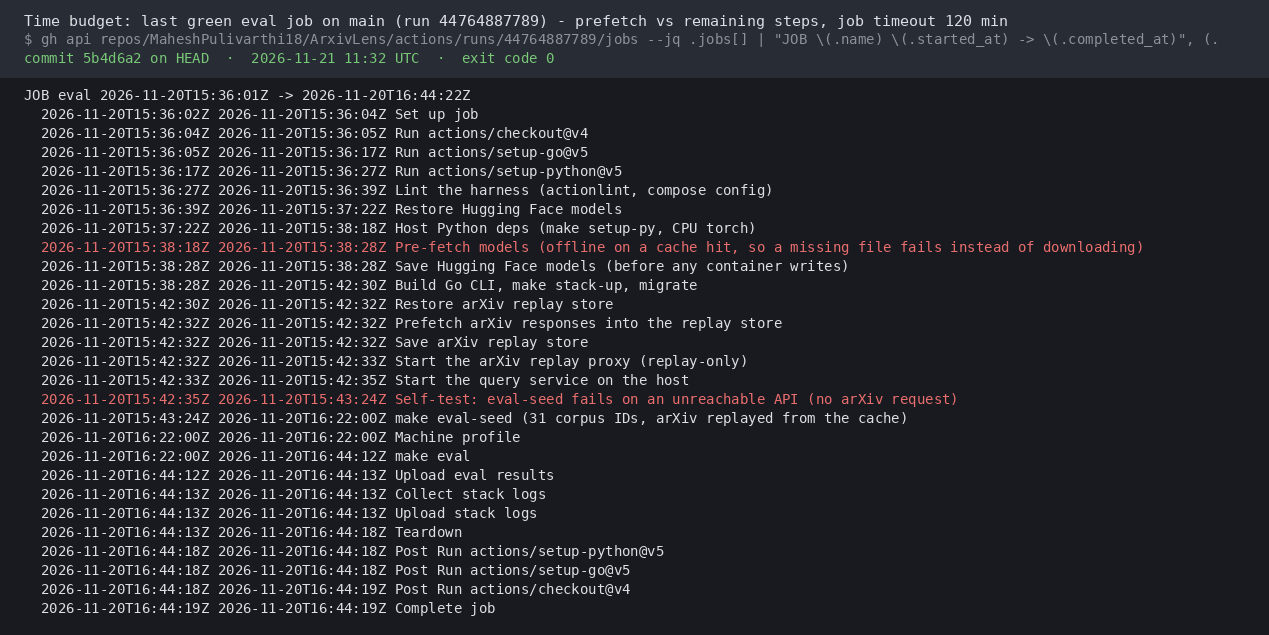 Time budget: last green eval job on main (run 44764887789) - prefetch vs remaining steps, job timeout 120 min
$ gh api repos/MaheshPulivarthi18/ArxivLens/actions/runs/44764887789/jobs --jq .jobs[] | "JOB \(.name) \(.started_at) -> \(.completed_at)", (.
commit 5b4d6a2 on HEAD · 2026-11-21 11:32 UTC · exit code 0
JOB eval 2026-11-20T15:36:01Z -> 2026-11-20T16:44:22Z
2026-11-20T15:36:02Z 2026-11-20T15:36:04Z Set up job
2026-11-20T15:36:04Z 2026-11-20T15:36:05Z Run actions/checkout@v4
2026-11-20T15:36:05Z 2026-11-20T15:36:17Z Run actions/setup-go@v5
2026-11-20T15:36:17Z 2026-11-20T15:36:27Z Run actions/setup-python@v5
2026-11-20T15:36:27Z 2026-11-20T15:36:39Z Lint the harness (actionlint, compose config)
2026-11-20T15:36:39Z 2026-11-20T15:37:22Z Restore Hugging Face models
2026-11-20T15:37:22Z 2026-11-20T15:38:18Z Host Python deps (make setup-py, CPU torch)
2026-11-20T15:38:18Z 2026-11-20T15:38:28Z Pre-fetch models (offline on a cache hit, so a missing file fails instead of downloading)
2026-11-20T15:38:28Z 2026-11-20T15:38:28Z Save Hugging Face models (before any container writes)
2026-11-20T15:38:28Z 2026-11-20T15:42:30Z Build Go CLI, make stack-up, migrate
2026-11-20T15:42:30Z 2026-11-20T15:42:32Z Restore arXiv replay store
2026-11-20T15:42:32Z 2026-11-20T15:42:32Z Prefetch arXiv responses into the replay store
2026-11-20T15:42:32Z 2026-11-20T15:42:32Z Save arXiv replay store
2026-11-20T15:42:32Z 2026-11-20T15:42:33Z Start the arXiv replay proxy (replay-only)
2026-11-20T15:42:33Z 2026-11-20T15:42:35Z Start the query service on the host
2026-11-20T15:42:35Z 2026-11-20T15:43:24Z Self-test: eval-seed fails on an unreachable API (no arXiv request)
2026-11-20T15:43:24Z 2026-11-20T16:22:00Z make eval-seed (31 corpus IDs, arXiv replayed from the cache)
2026-11-20T16:22:00Z 2026-11-20T16:22:00Z Machine profile
2026-11-20T16:22:00Z 2026-11-20T16:44:12Z make eval
2026-11-20T16:44:12Z 2026-11-20T16:44:13Z Upload eval results
2026-11-20T16:44:13Z 2026-11-20T16:44:13Z Collect stack logs
2026-11-20T16:44:13Z 2026-11-20T16:44:13Z Upload stack logs
2026-11-20T16:44:13Z 2026-11-20T16:44:18Z Teardown
2026-11-20T16:44:18Z 2026-11-20T16:44:18Z Post Run actions/setup-python@v5
2026-11-20T16:44:18Z 2026-11-20T16:44:18Z Post Run actions/setup-go@v5
2026-11-20T16:44:18Z 2026-11-20T16:44:19Z Post Run actions/checkout@v4
2026-11-20T16:44:19Z 2026-11-20T16:44:19Z Complete job